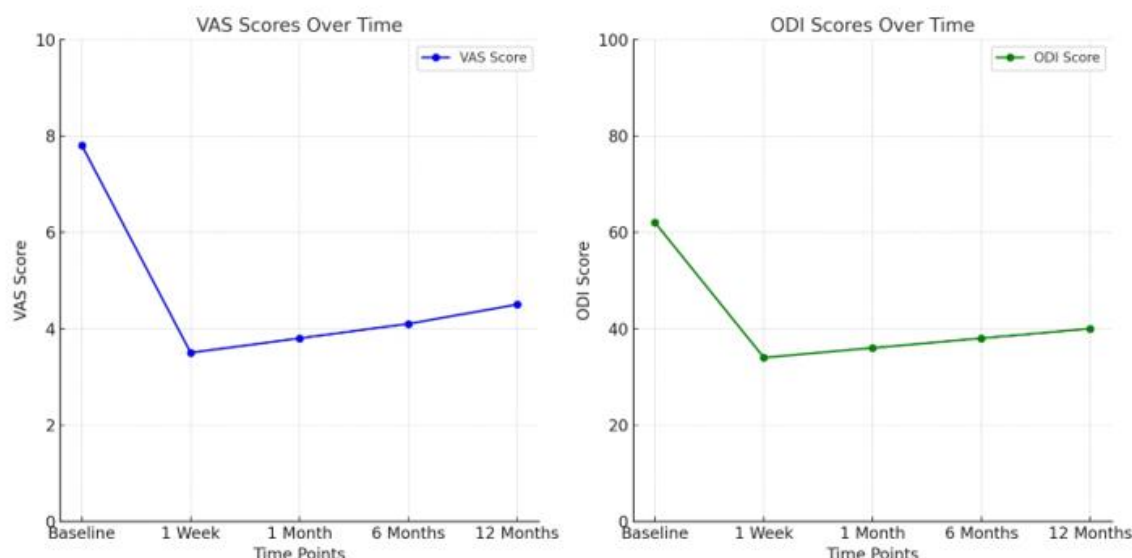 VAS Scores Over Time
10
8
6
4
2
0
VAS Score
VAS Score
Baseline
1 Week
1 Month
6 Months
12 Months
Time Points
ODI Scores Over Time
100
80
60
40
20
0
ODI Score
ODI Score
Baseline
1 Week
1 Month
6 Months
12 Months
Time Points